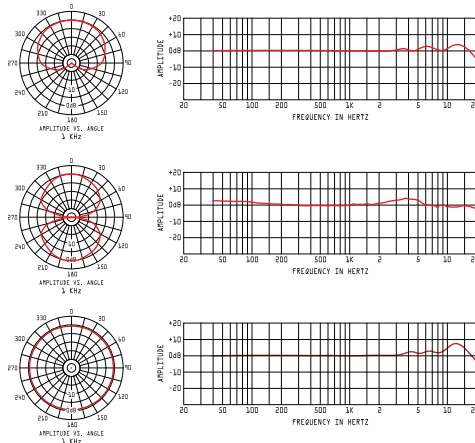 0
330 30
300 60
270 90
240 120
210 150
180
-10
0dB
AMPLITUDE VS. ANGLE
1 KHz
+20
+10
0dB
-10
-20
AMPLITUDE
20 50 100 200 500 1K 2 5 10 20
FREQUENCY IN HERTZ
0
330 30
300 60
270 90
240 120
210 150
180
-10
0dB
AMPLITUDE VS. ANGLE
1 KHz
+20
+10
0dB
-10
-20
AMPLITUDE
20 50 100 200 500 1K 2 5 10 2
FREQUENCY IN HERTZ
0
330 30
300 60
270 90
240 120
210 150
180
-10
0dB
AMPLITUDE VS. ANGLE
1 KHz
+20
+10
0dB
-10
-20
AMPLITUDE
20 50 100 200 500 1K 2 5 10 2
FREQUENCY IN HERTZ